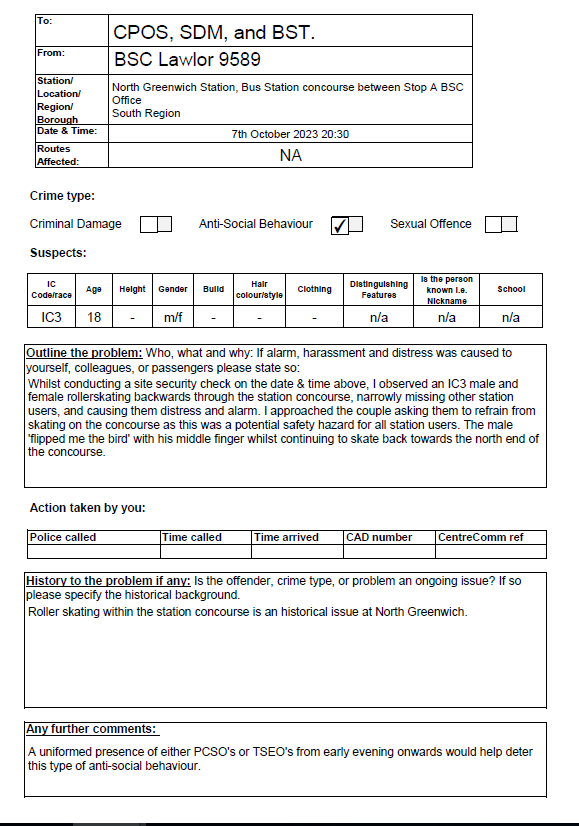 To:
CPOS, SDM, and BST.
From:
BSC Lawlor 9589
Station/
Location/
Region/
Borough
North Greenwich Station, Bus Station concourse between Stop A BSC
Office
South Region
Date & Time:
7th October 2023 20:30
Routes
Affected:
NA
Crime type:
Criminal Damage
Anti-Social Behaviour ✓
Sexual Offence
Suspects:
IC
Code/race
Age
Height
Gender
Build
Hair
colour/style
Clothing
Distinguishing
Features
Is the person
known i.e.
Nickname
School
IC3 18 - m/f - - - n/a n/a n/a
Outline the problem: Who, what and why: If alarm, harassment and distress was caused to
yourself, colleagues, or passengers please state so:
Whilst conducting a site security check on the date & time above, I observed an IC3 male and
female rollerskating backwards through the station concourse, narrowly missing other station
users, and causing them distress and alarm. I approached the couple asking them to refrain from
skating on the concourse as this was a potential safety hazard for all station users. The male
'flipped me the bird' with his middle finger whilst continuing to skate back towards the north end of
the concourse.
Action taken by you:
Police called
Time called
Time arrived
CAD number
CentreComm ref
History to the problem if any: Is the offender, crime type, or problem an ongoing issue? If so
please specify the historical background.
Roller skating within the station concourse is an historical issue at North Greenwich.
Any further comments:
A uniformed presence of either PCSO's or TSEO's from early evening onwards would help deter
this type of anti-social behaviour.